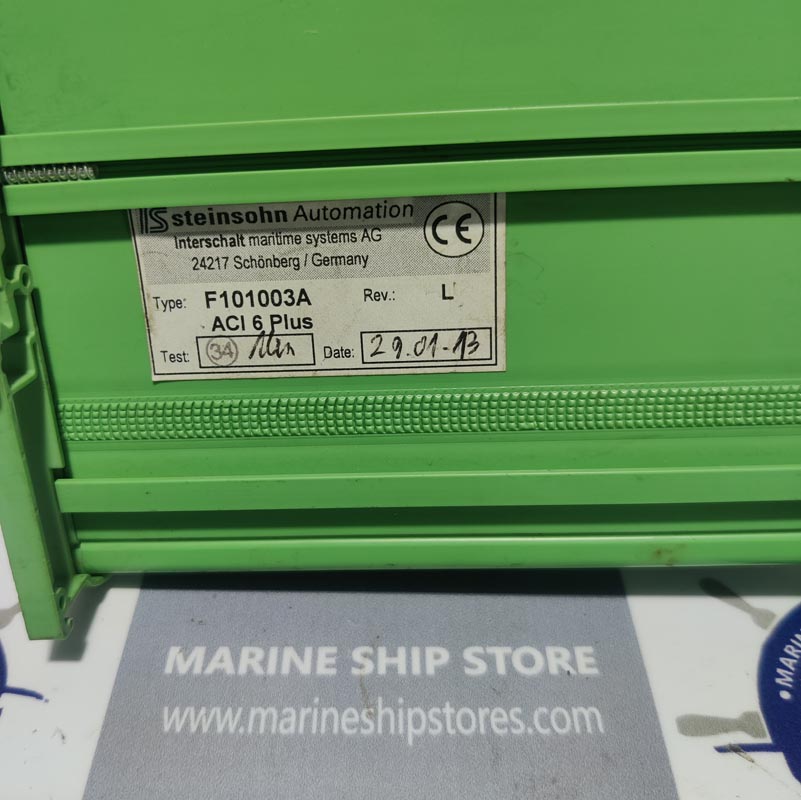 steinsohn Automation
Interschalt maritime systems AG
24217 Schönberg / Germany
CE
Type: F101003A Rev.: L
ACI 6 Plus
Test: 34 Date: 29.01.13
MARINE SHIP STORE
www.marineshipstores.com
• MAR